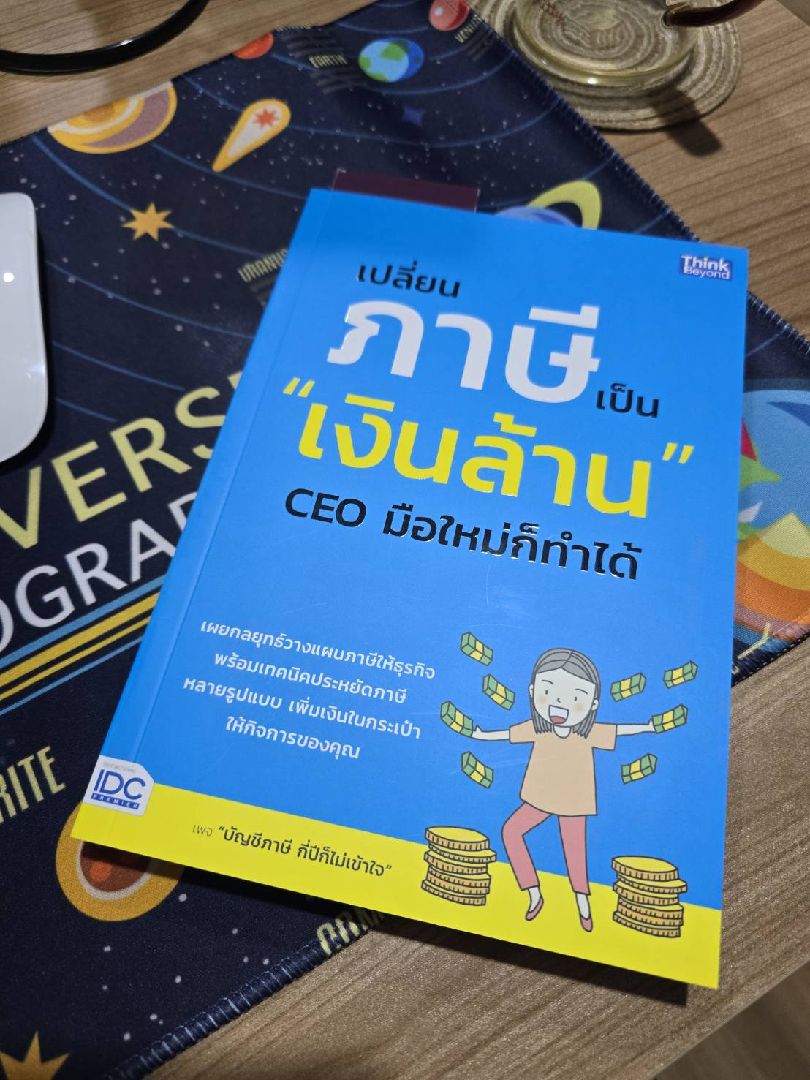 EARTH
VENUS
URANUS
Think
Beyond
เปลี่ยน
ภาษี
เป็น
“เงินล้าน”
CEO มือใหม่ก็ทำได้
เผยกลยุทธ์วางแผนภาษีให้ธุรกิจ
พร้อมเทคนิคประหยัดภาษี
หลายรูปแบบ เพิ่มเงินในกระเป๋า
ให้กิจการของคุณ
IDC
PREMIER
เพจ “บัญชีภาษี กี่ปีก็ไม่เข้าใจ”
VERS
OGRA
RITE